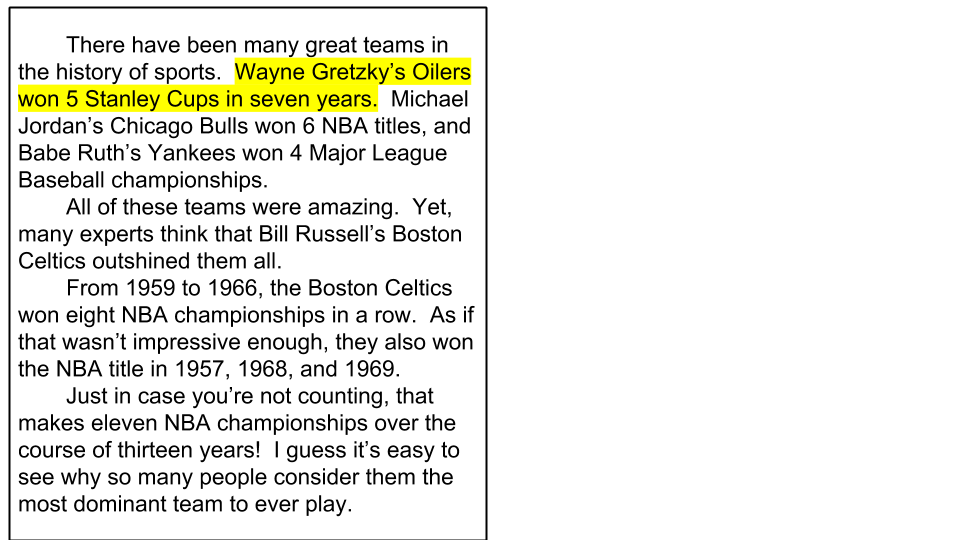 There have been many great teams in
the history of sports.  Wayne Gretzky’s Oilers
won 5 Stanley Cups in seven years.  Michael
Jordan’s Chicago Bulls won 6 NBA titles, and
Babe Ruth’s Yankees won 4 Major League
Baseball championships.
All of these teams were amazing.  Yet,
many experts think that Bill Russell’s Boston
Celtics outshined them all.
From 1959 to 1966, the Boston Celtics
won eight NBA championships in a row.  As if
that wasn’t impressive enough, they also won
the NBA title in 1957, 1968, and 1969.
Just in case you’re not counting, that
makes eleven NBA championships over the
course of thirteen years!  I guess it’s easy to
see why so many people consider them the
most dominant team to ever play.